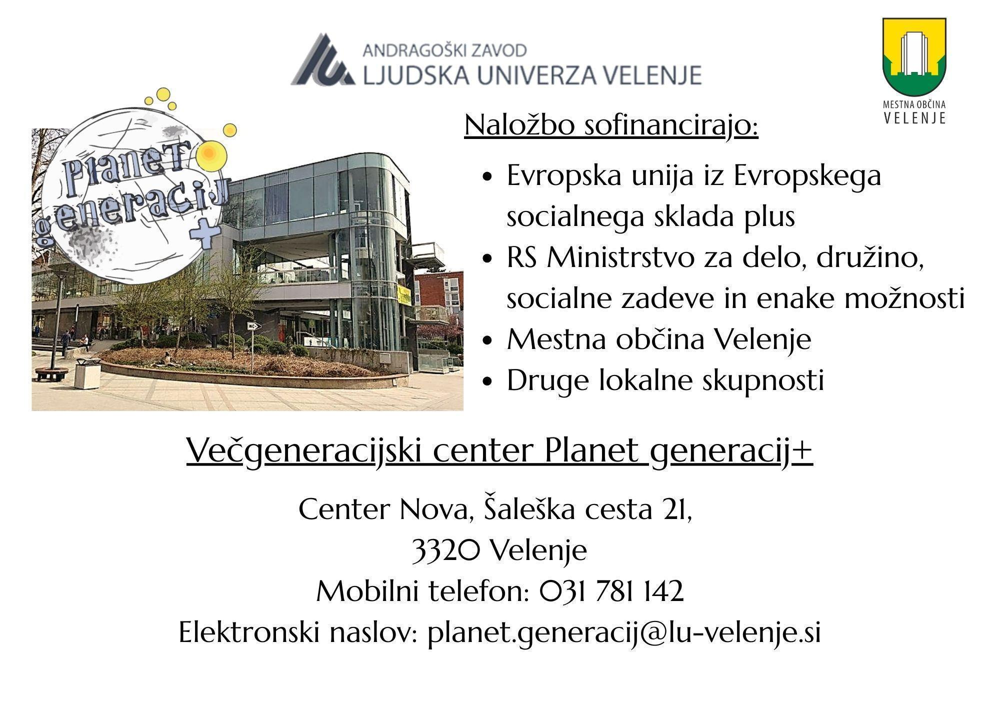 ANDRAGOŠKI ZAVOD
LJUDSKA UNIVERZA VELENJE
MESTNA OBČINA
VELENJE
Planet
generacij
+
WC
Naložbo sofinancirajo:
• Evropska unija iz Evropskega
socialnega sklada plus
• RS Ministrstvo za delo, družino,
socialne zadeve in enake možnosti
• Mestna občina Velenje
• Druge lokalne skupnosti
Večgeneracijski center Planet generacij+
Center Nova, Šaleška cesta 21,
3320 Velenje
Mobilni telefon: 031 781 142
Elektronski naslov: planet.generacij@lu-velenje.si